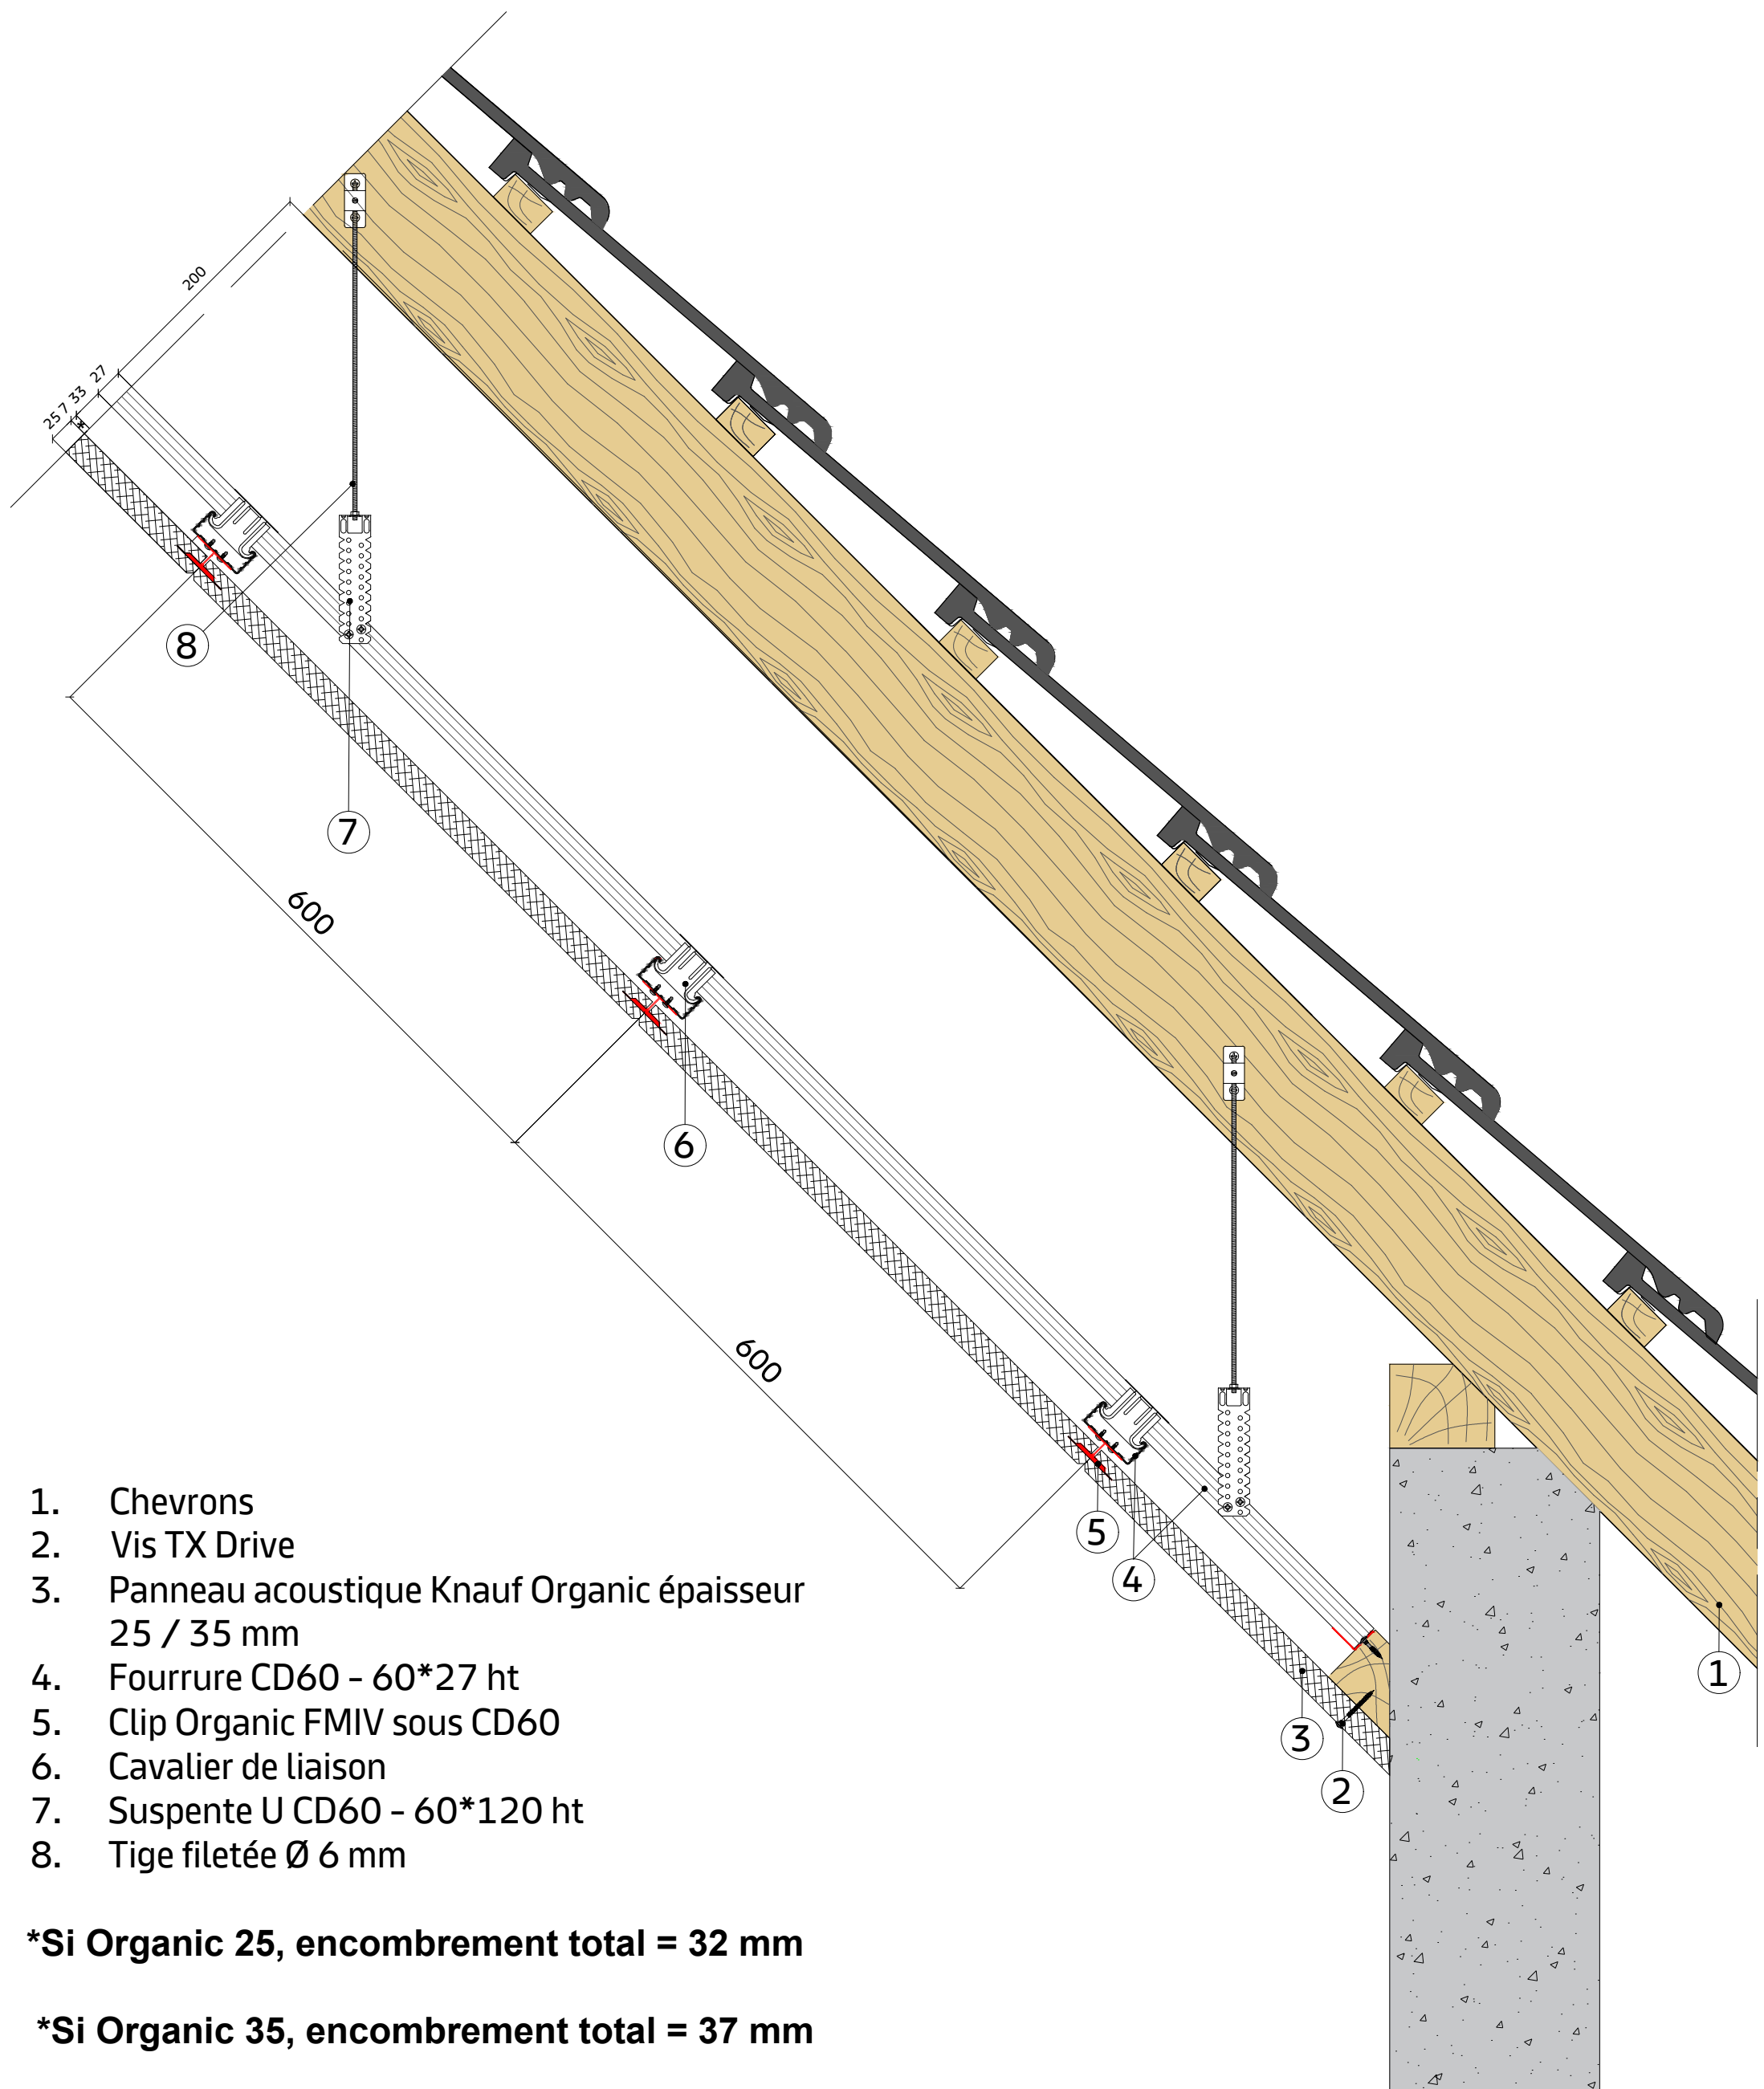 200
27
33
7
25
*
8
7
600
6
600
5
4
1
3
2
1. Chevrons
2. Vis TX Drive
3. Panneau acoustique Knauf Organic épaisseur
25 / 35 mm
4. Fourrure CD60 - 60*27 ht
5. Clip Organic FMIV sous CD60
6. Cavalier de liaison
7. Suspente U CD60 - 60*120 ht
8. Tige filetée Ø 6 mm
*Si Organic 25, encombrement total = 32 mm
*Si Organic 35, encombrement total = 37 mm